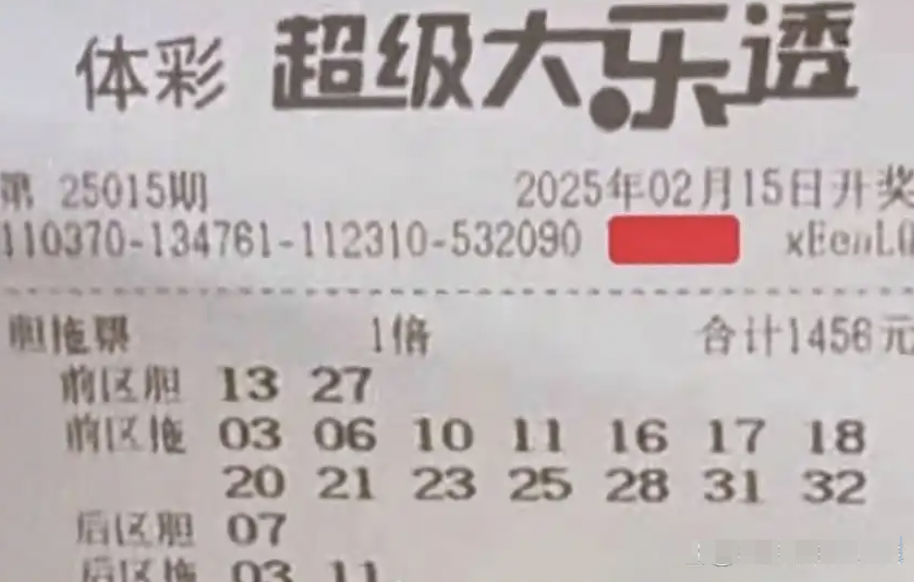 体彩 超级大乐透
第 25015期 2025年02月15日开奖
110370-134761-112310-532090 xEenL
胆拖票 1倍 合计1456元
前区胆 13 27
前区拖 03 06 10 11 16 17 18
20 21 23 25 28 31 32
后区胆 07
后区拖 03 11